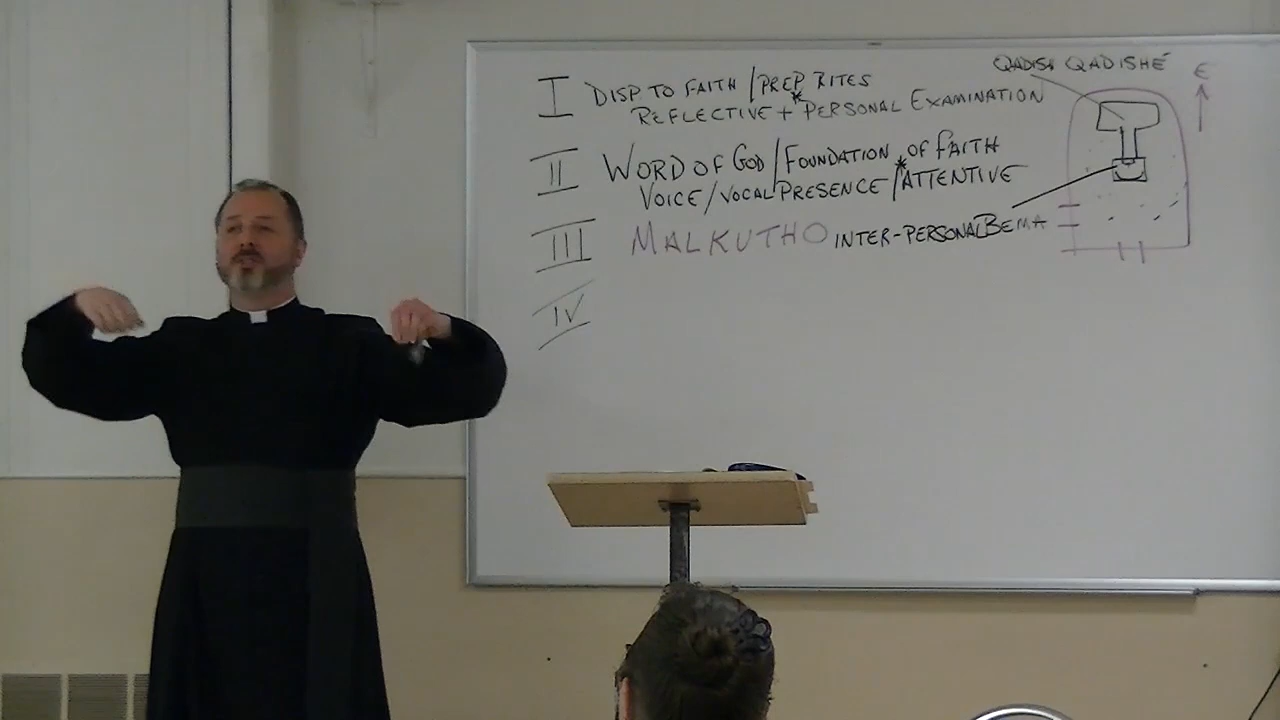 QADISH QADISHÉ
E
I DISP TO FAITH / PREP RITES
REFLECTIVE + * PERSONAL EXAMINATION
II WORD OF GOD / FOUNDATION OF FAITH
VOICE / VOCAL PRESENCE / * ATTENTIVE
III MALKUTHO INTER-PERSONAL BEMA
IV